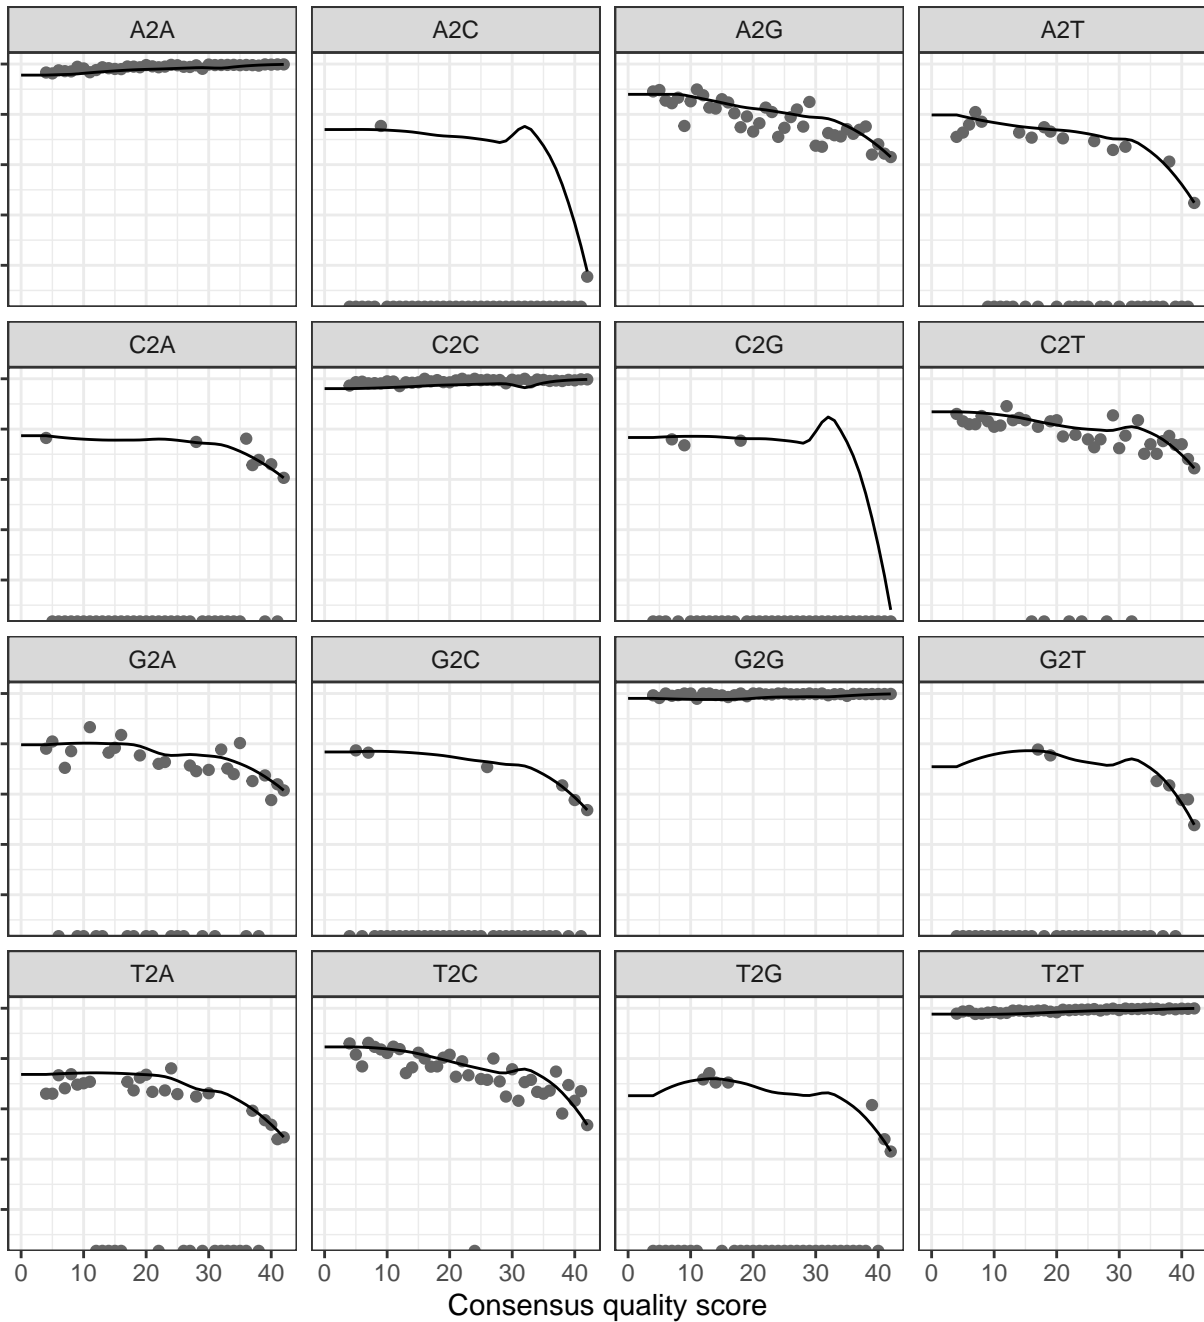 A2A A2C A2G A2T
C2A C2C C2G C2T
G2A G2C G2G G2T
T2A T2C T2G T2T
0 10 20 30 40 0 10 20 30 40 0 10 20 30 40 0 10 20 30 40
Consensus quality score